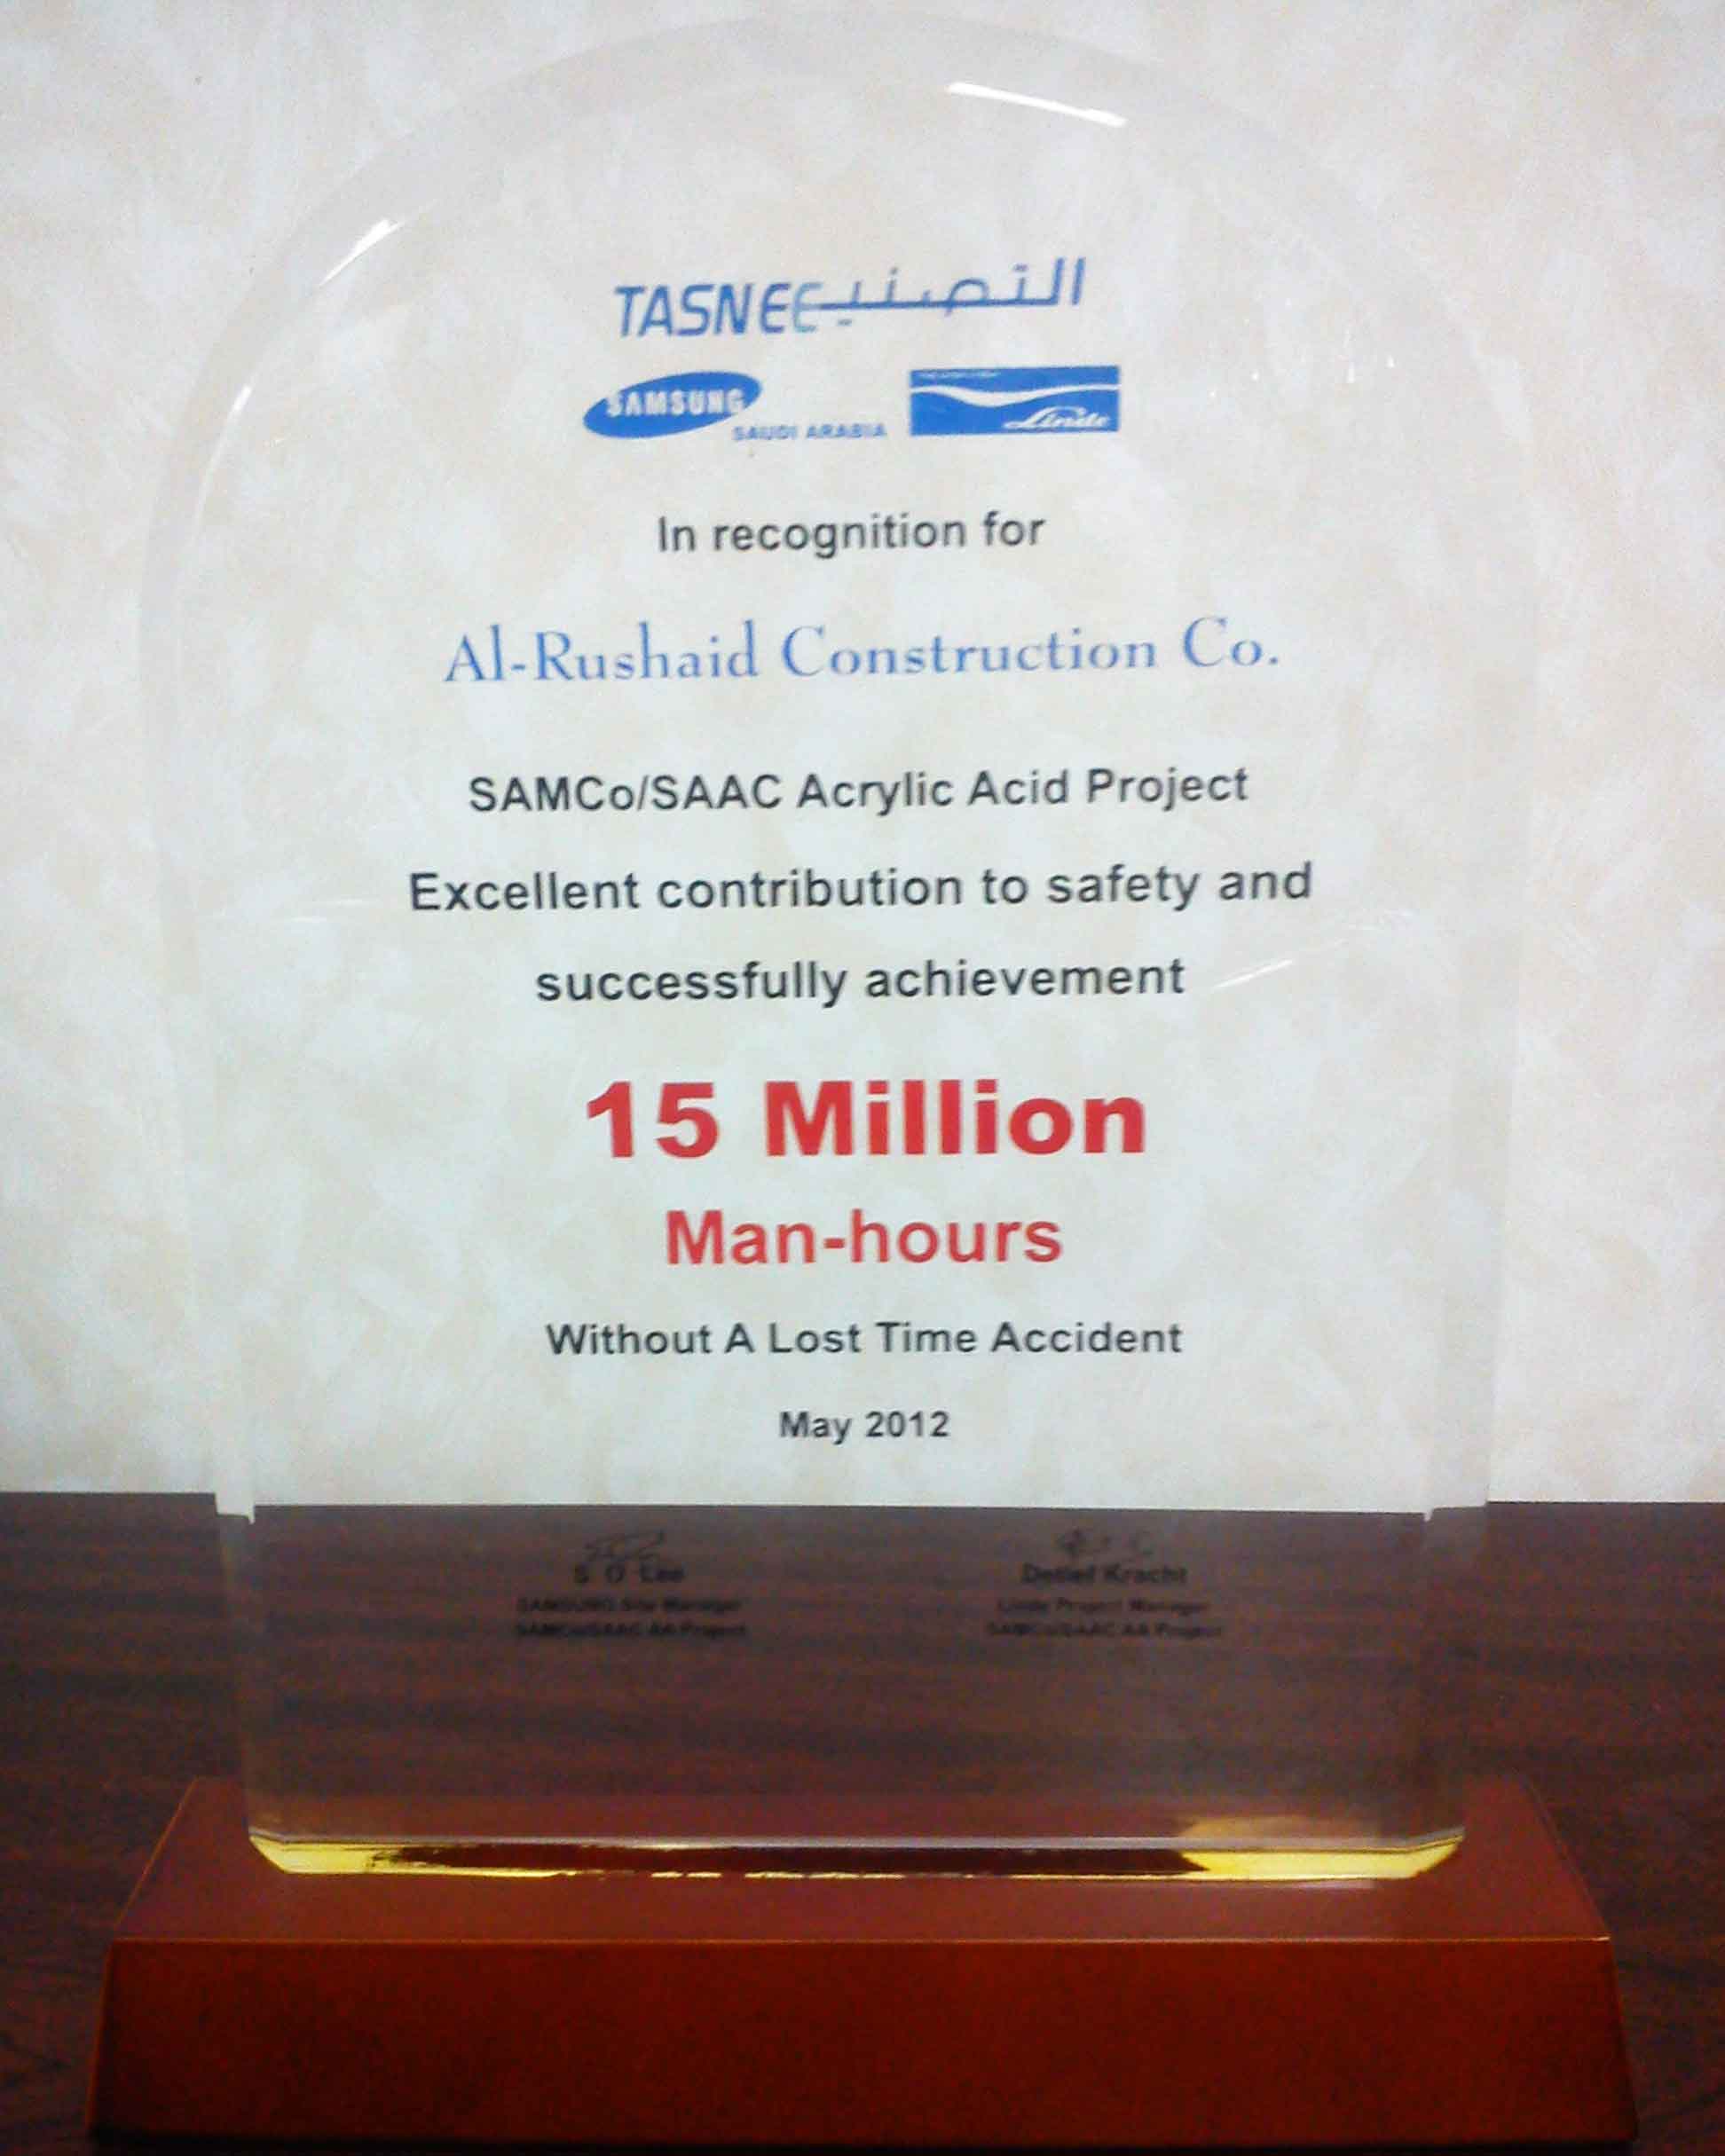 TASNEE التصنيع
SAMSUNG
SAUDI ARABIA
Linde
In recognition for
Al-Rushaid Construction Co.
SAMCo/SAAC Acrylic Acid Project
Excellent contribution to safety and
successfully achievement
15 Million
Man-hours
Without A Lost Time Accident
May 2012
S O Lee Detlef Kracht
SAMSUNG Site Manager Linde Project Manager
SAMCo/SAAC AA Project SAMCo/SAAC AA Project